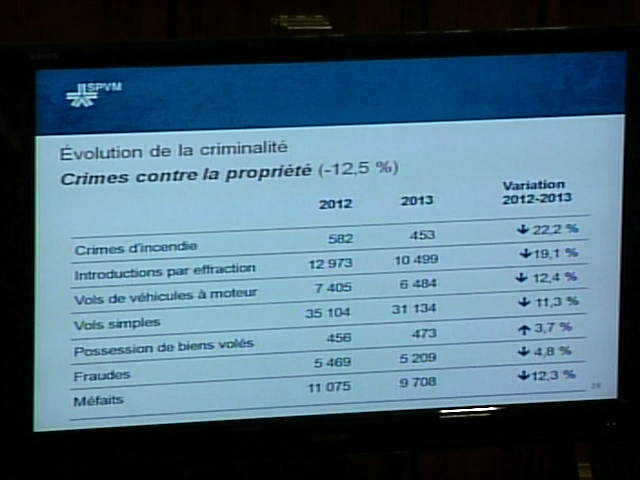 SPVM
Évolution de la criminalité
Crimes contre la propriété (-12,5 %)
2012 2013 Variation 2012-2013
Crimes d'incendie 582 453 ↓ 22,2 %
Introductions par effraction 12 973 10 499 ↓ 19,1 %
Vols de véhicules à moteur 7 405 6 484 ↓ 12,4 %
Vols simples 35 104 31 134 ↓ 11,3 %
Possession de biens volés 456 473 ↑ 3,7 %
Fraudes 5 469 5 209 ↓ 4,8 %
Méfaits 11 075 9 708 ↓ 12,3 %